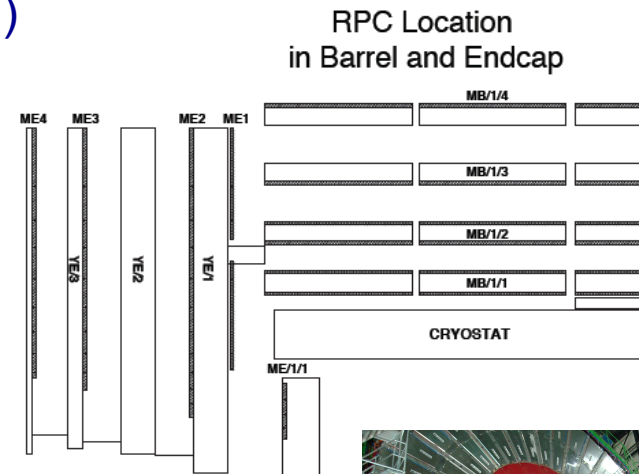 )
RPC Location
in Barrel and Endcap
MB/1/4
ME4 ME3 ME2 ME1
MB/1/3
MB/1/2
YE/3 YE/2 YE/1
MB/1/1
CRYOSTAT
ME/1/1